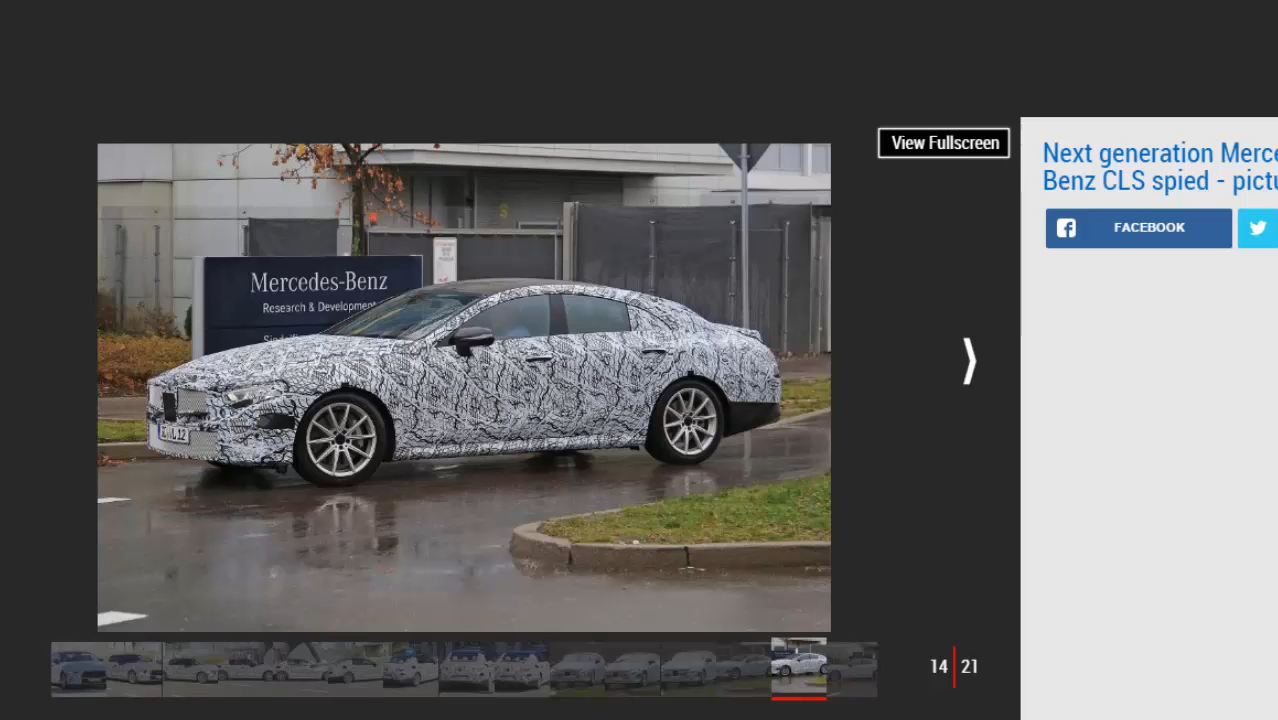 View Fullscreen
Next generation Merce
Benz CLS spied - pictu
FACEBOOK
Mercedes-Benz
Research & Development
14 21